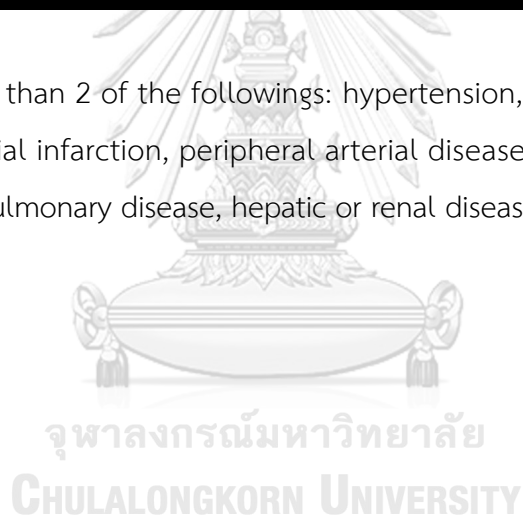 than 2 of the followings: hypertension,
ial infarction, peripheral arterial disease
ulmonary disease, hepatic or renal diseas
จุฬาลงกรณ์มหาวิทยาลัย
CHULALONGKORN UNIVERSITY